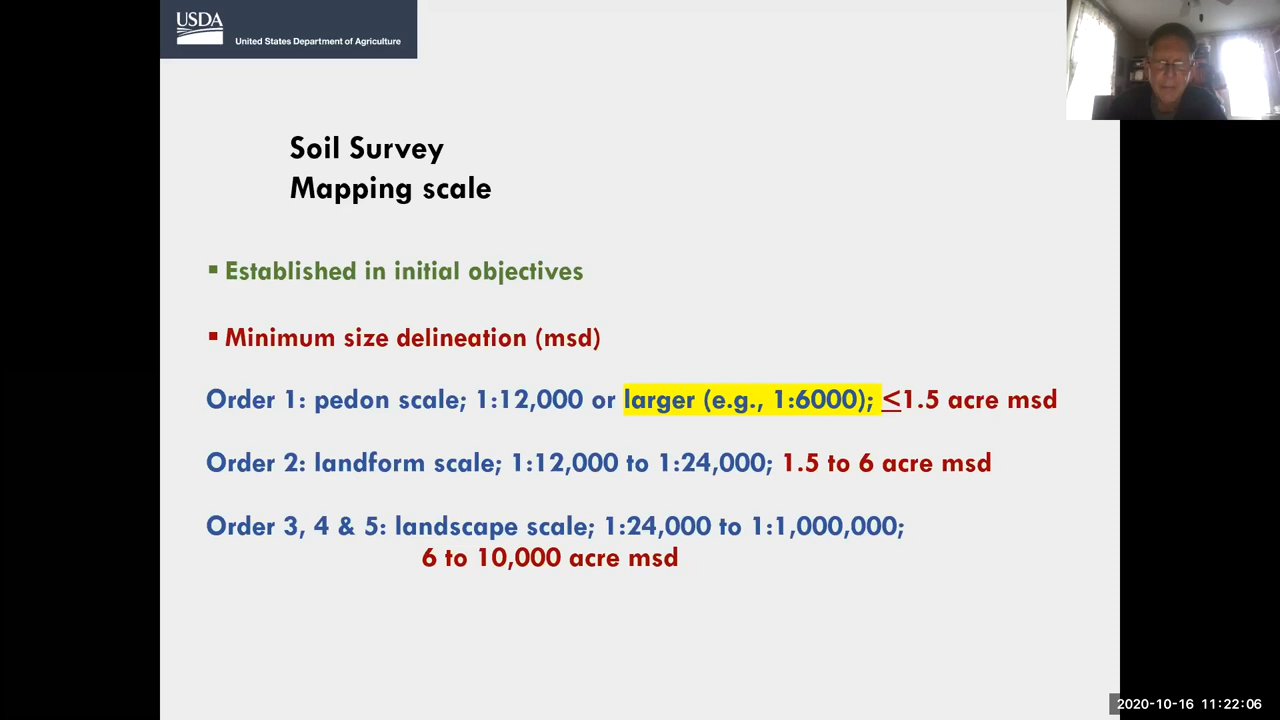 USDA
United States Department of Agriculture
Soil Survey
Mapping scale
▪ Established in initial objectives
▪ Minimum size delineation (msd)
Order 1: pedon scale; 1:12,000 or larger (e.g., 1:6000); <1.5 acre msd
Order 2: landform scale; 1:12,000 to 1:24,000; 1.5 to 6 acre msd
Order 3, 4 & 5: landscape scale; 1:24,000 to 1:1,000,000;
6 to 10,000 acre msd
2020-10-16 11:22:06